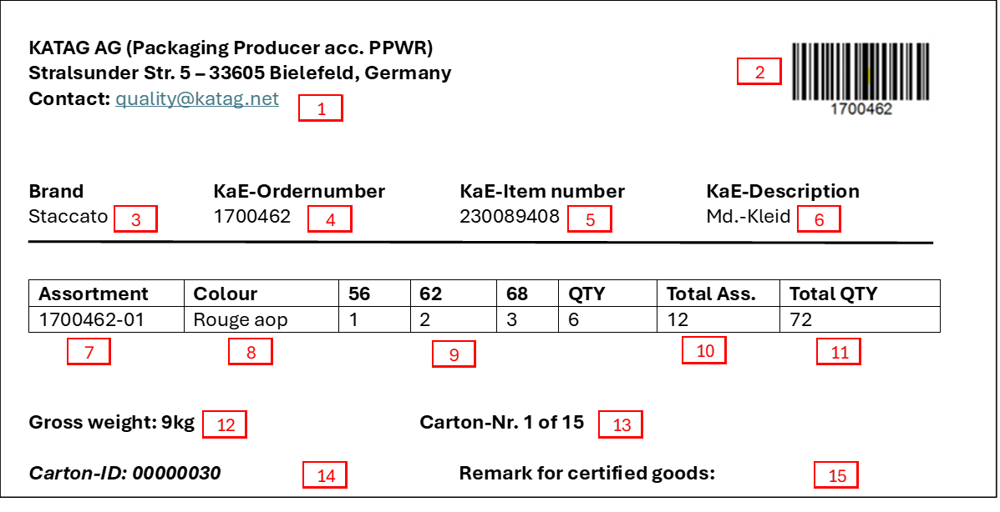 KATAG AG (Packaging Producer acc. PPWR)
Stralsunder Str. 5 – 33605 Bielefeld, Germany
Contact: quality@katag.net 1
2
1700462
Brand KaE-Ordernumber KaE-Item number KaE-Description
Staccato 3 1700462 4 230089408 5 Md.-Kleid 6
Assortment Colour 56 62 68 QTY Total Ass. Total QTY
1700462-01 Rouge aop 1 2 3 6 12 72
7 8 9 10 11
Gross weight: 9kg 12 Carton-Nr. 1 of 15 13
Carton-ID: 00000030 14 Remark for certified goods: 15